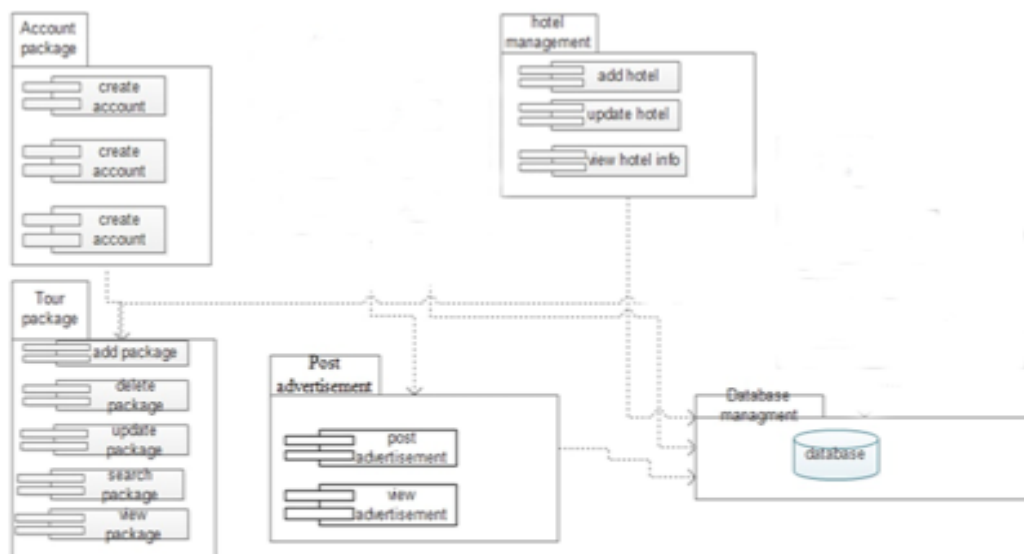 Account
package
create
account
create
account
create
account
hotel
management
add hotel
update hotel
view hotel info
Tour
package
add package
delete
package
update
package
search
package
view
package
Post
advertisement
post
advertisement
view
advertisement
Database
managment
database